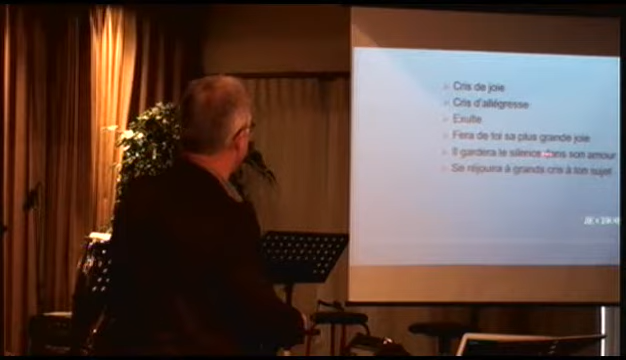 Cris de joie
Cris d'allégresse
Exulte
Fera de toi sa plus grande joie
Il gardera le silence dans son amour
Se réjouira à grands cris à ton sujet